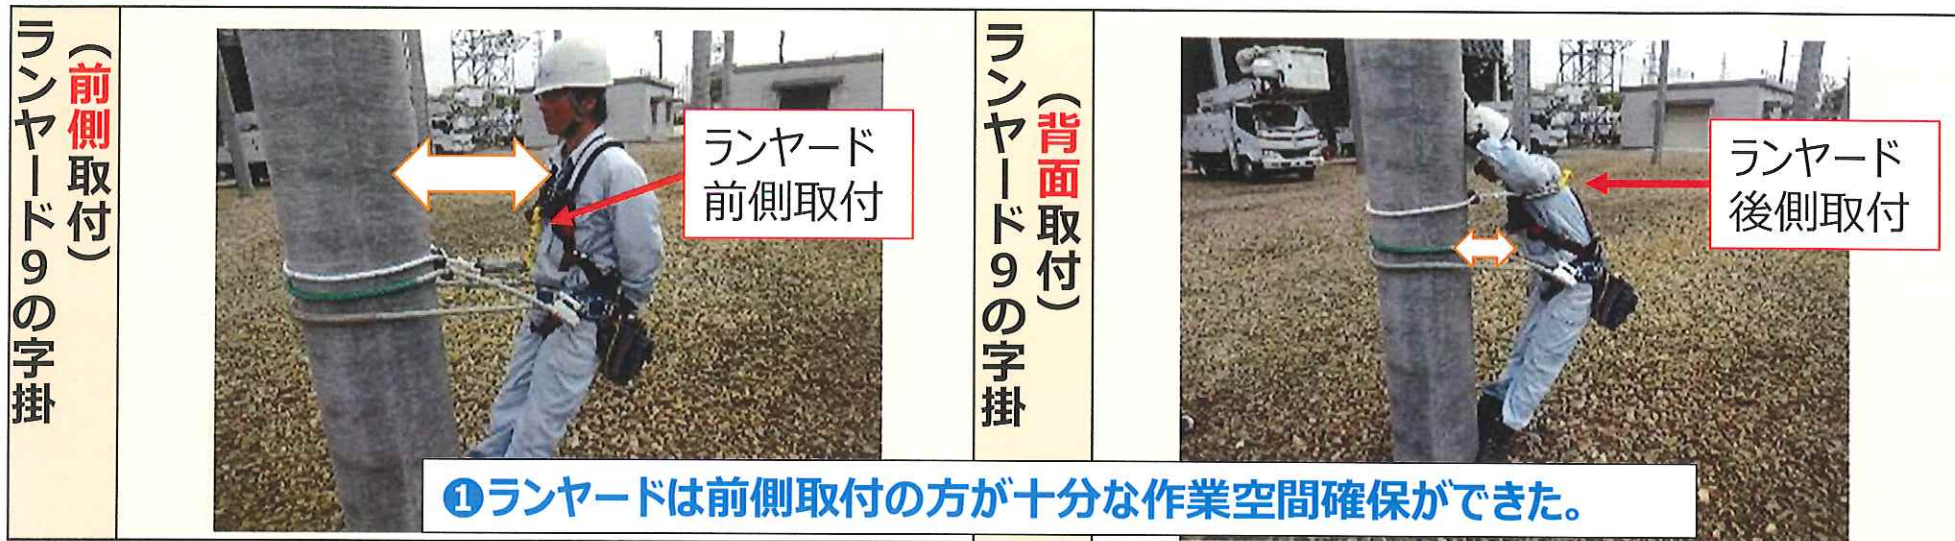 （前側取付）
ランヤード９の字掛
ランヤード
前側取付
（背面取付）
ランヤード９の字掛
ランヤード
後側取付
❶ランヤードは前側取付の方が十分な作業空間確保ができた。